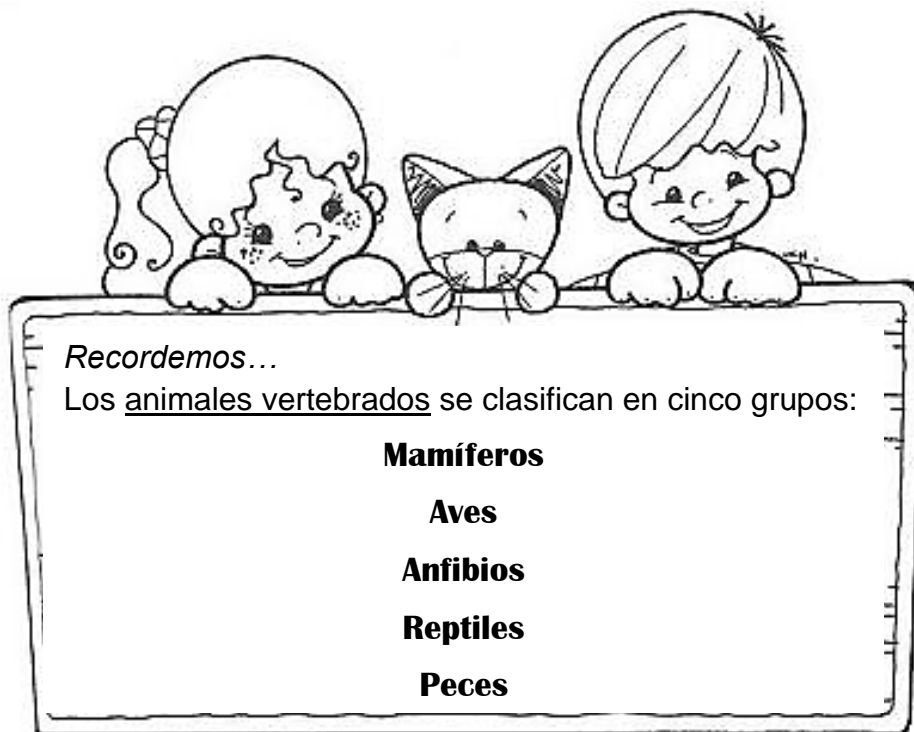 Recordemos…
Los animales vertebrados se clasifican en cinco grupos:
Mamíferos
Aves
Anfibios
Reptiles
Peces